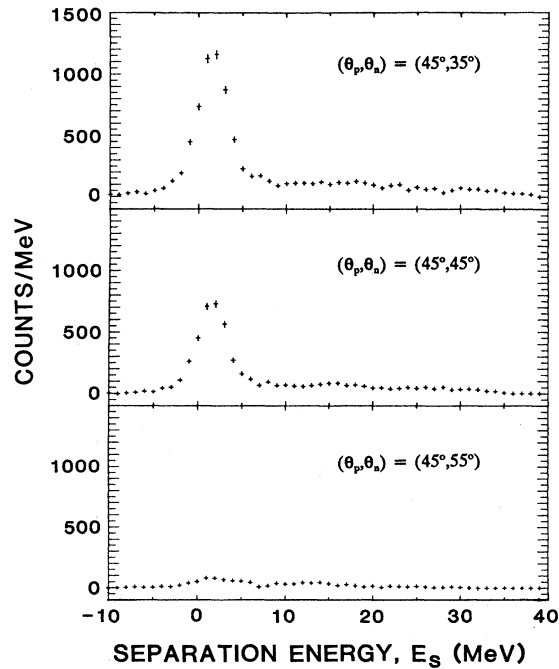 1500
(θp,θn) = (45°,35°)
1000
500
0
COUNTS/MeV
(θp,θn) = (45°,45°)
1000
500
0
(θp,θn) = (45°,55°)
1000
500
0
−10 0 10 20 30 40
SEPARATION ENERGY, ES (MeV)